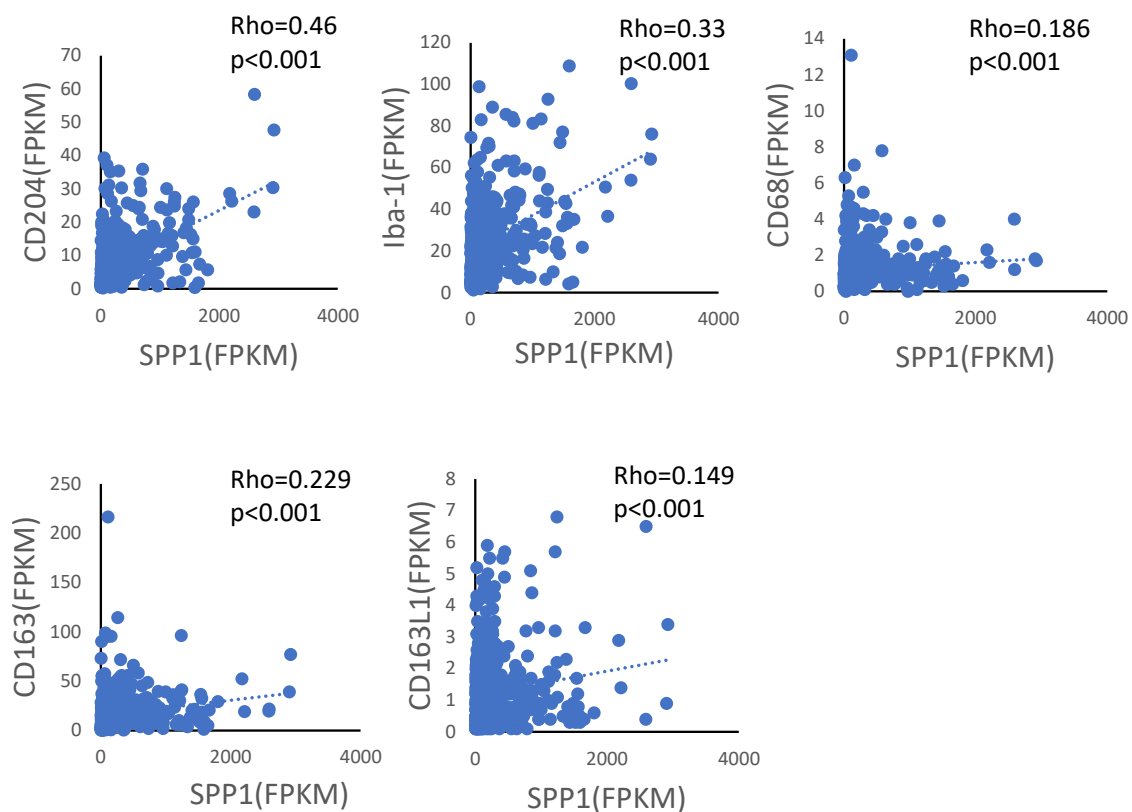 Rho=0.46
p<0.001
CD204(FPKM)
70
60
50
40
30
20
10
0
0 2000 4000
SPP1(FPKM)
Rho=0.33
p<0.001
Iba-1(FPKM)
120
100
80
60
40
20
0
0 2000 4000
SPP1(FPKM)
Rho=0.186
p<0.001
CD68(FPKM)
14
12
10
8
6
4
2
0
0 2000 4000
SPP1(FPKM)
Rho=0.229
p<0.001
CD163(FPKM)
250
200
150
100
50
0
0 2000 4000
SPP1(FPKM)
Rho=0.149
p<0.001
CD163L1(FPKM)
8
7
6
5
4
3
2
1
0
0 2000 4000
SPP1(FPKM)